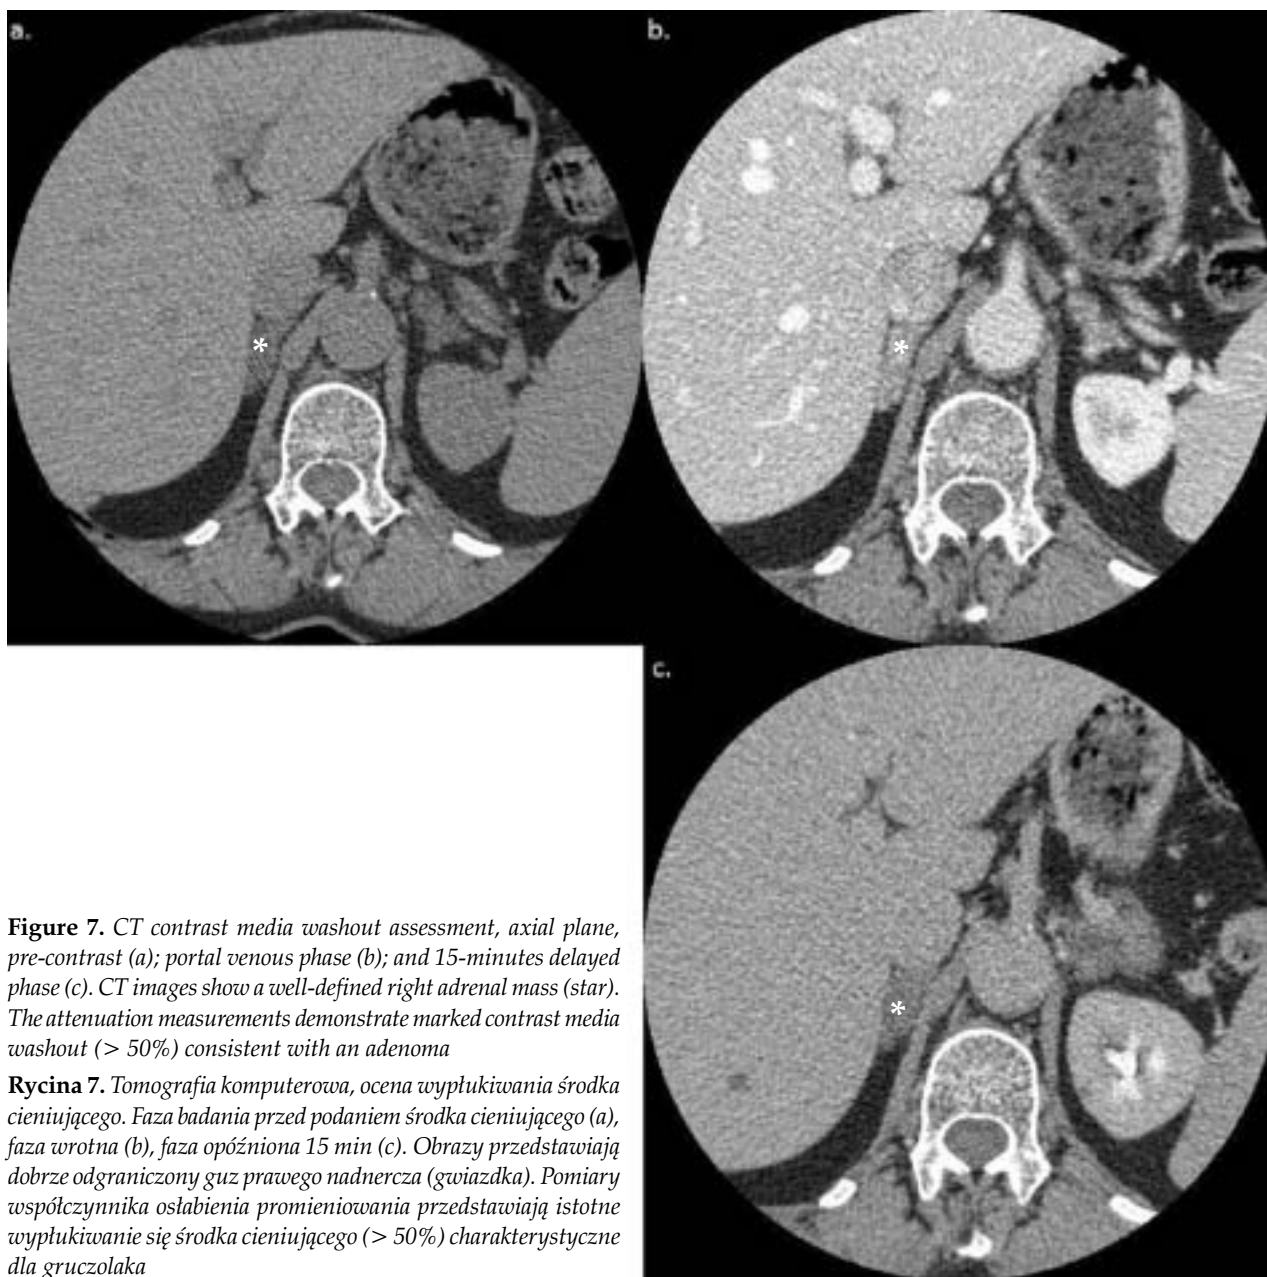 a.
b.
c.
*
*
*
Figure 7. CT contrast media washout assessment, axial plane,
pre-contrast (a); portal venous phase (b); and 15-minutes delayed
phase (c). CT images show a well-defined right adrenal mass (star).
The attenuation measurements demonstrate marked contrast media
washout (> 50%) consistent with an adenoma
Rycina 7. Tomografia komputerowa, ocena wypłukiwania środka
cieniującego. Faza badania przed podaniem środka cieniującego (a),
faza wrotna (b), faza opóźniona 15 min (c). Obrazy przedstawiają
dobrze odgraniczony guz prawego nadnercza (gwiazdka). Pomiary
współczynnika osłabienia promieniowania przedstawiają istotne
wypłukiwanie się środka cieniującego (> 50%) charakterystyczne
dla gruczolaka